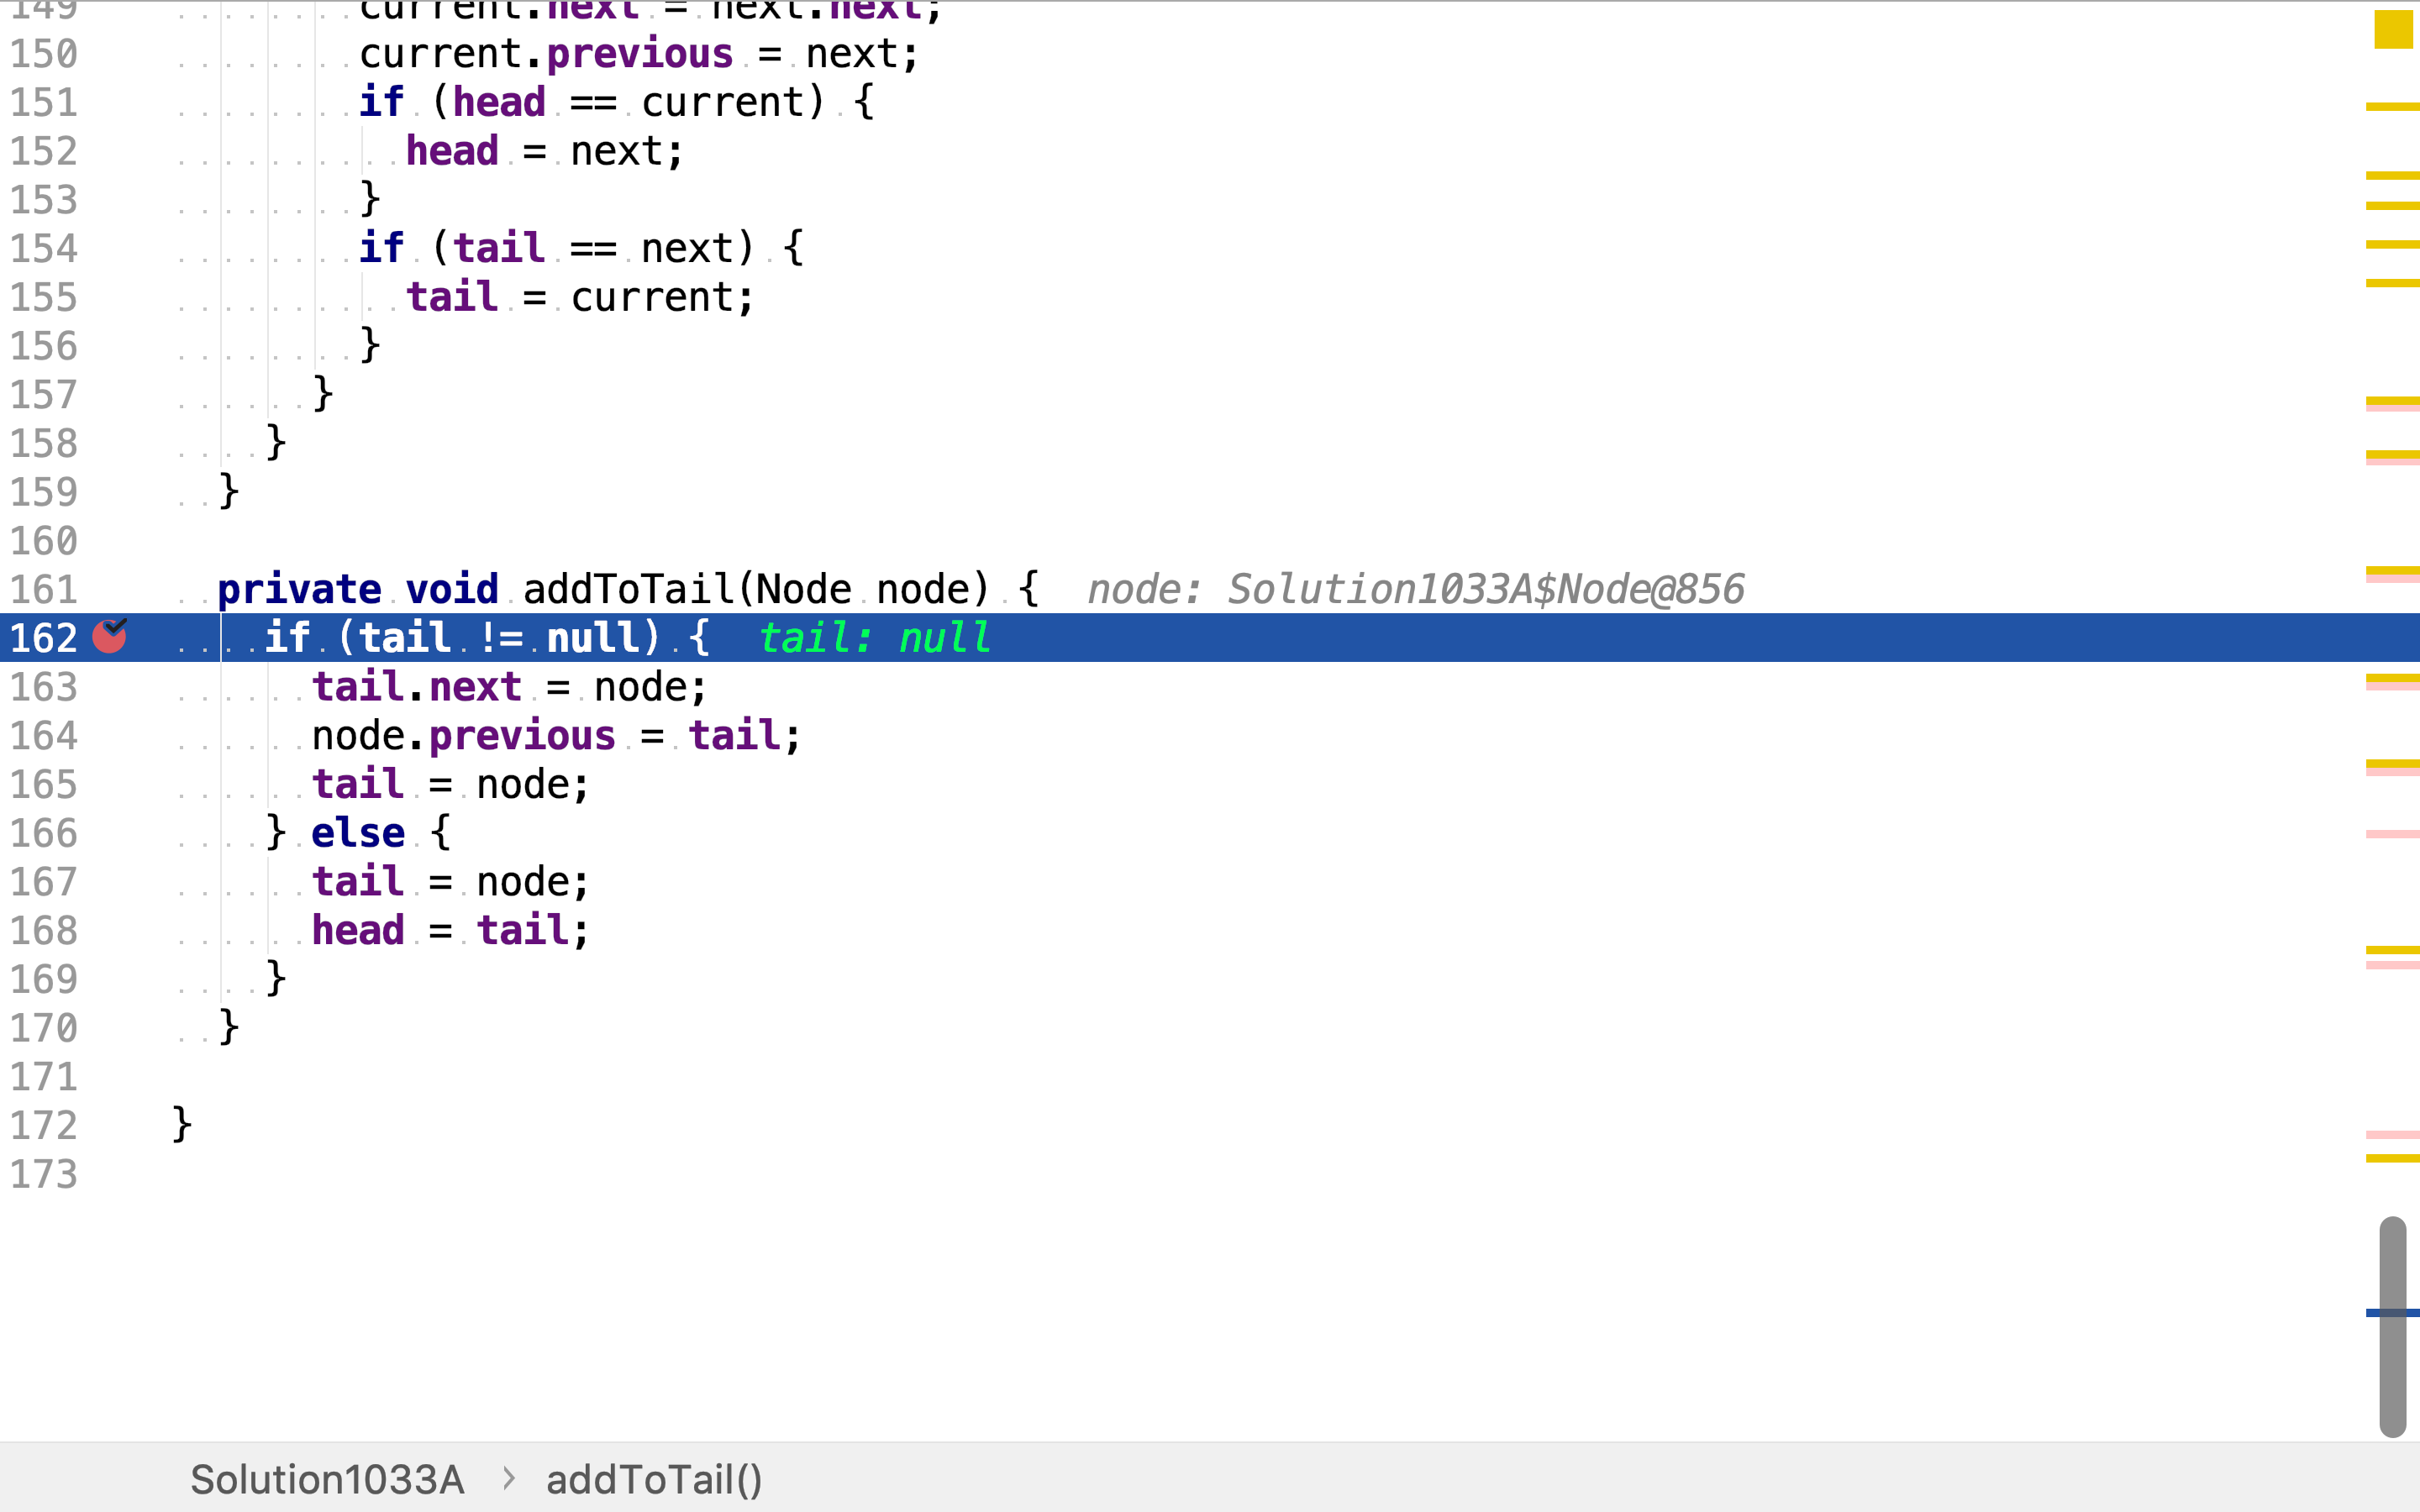 149 current.next = next.next;
150 current.previous = next;
151 if (head == current) {
152 head = next;
153 }
154 if (tail == next) {
155 tail = current;
156 }
157 }
158 }
159 }
160
161 private void addToTail(Node node) { node: Solution1033A$Node@856
162 if (tail != null) { tail: null
163 tail.next = node;
164 node.previous = tail;
165 tail = node;
166 } else {
167 tail = node;
168 head = tail;
169 }
170 }
171
172 }
173
Solution1033A › addToTail()